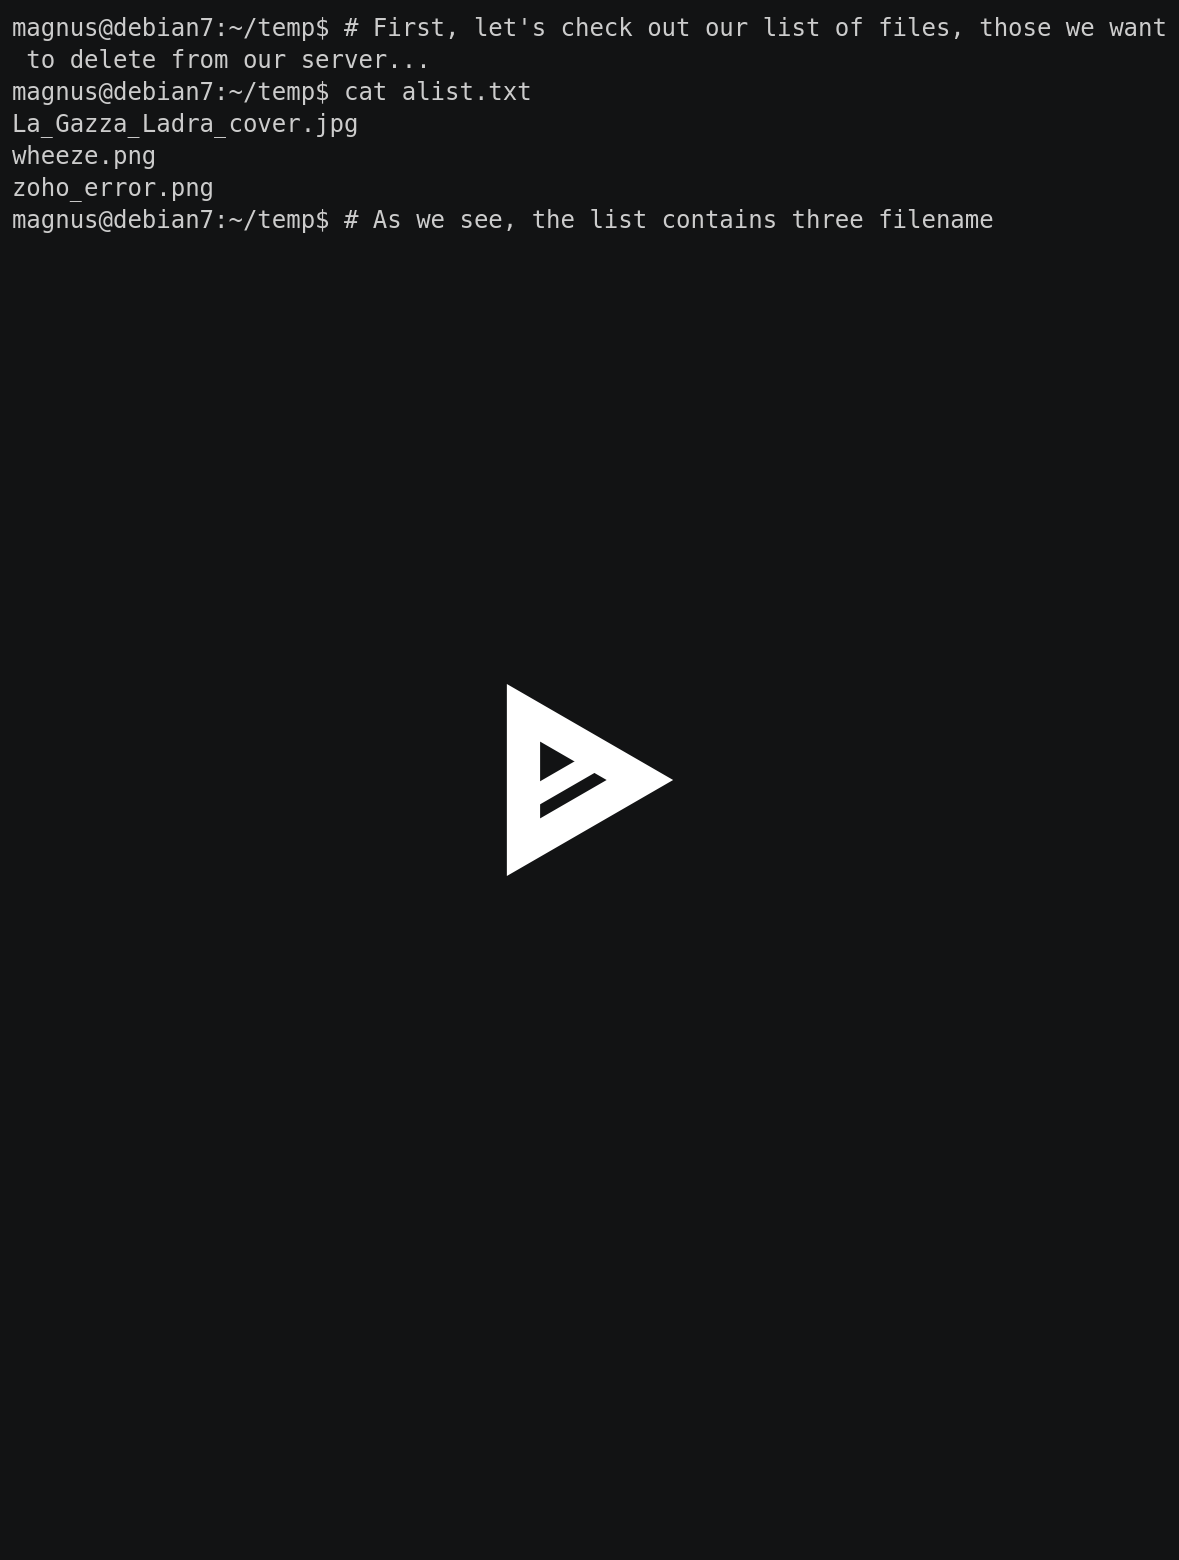 magnus@debian7:~/temp$ # First, let's check out our list of files, those we want
 to delete from our server...
magnus@debian7:~/temp$ cat alist.txt
La_Gazza_Ladra_cover.jpg
wheeze.png
zoho_error.png
magnus@debian7:~/temp$ # As we see, the list contains three filename